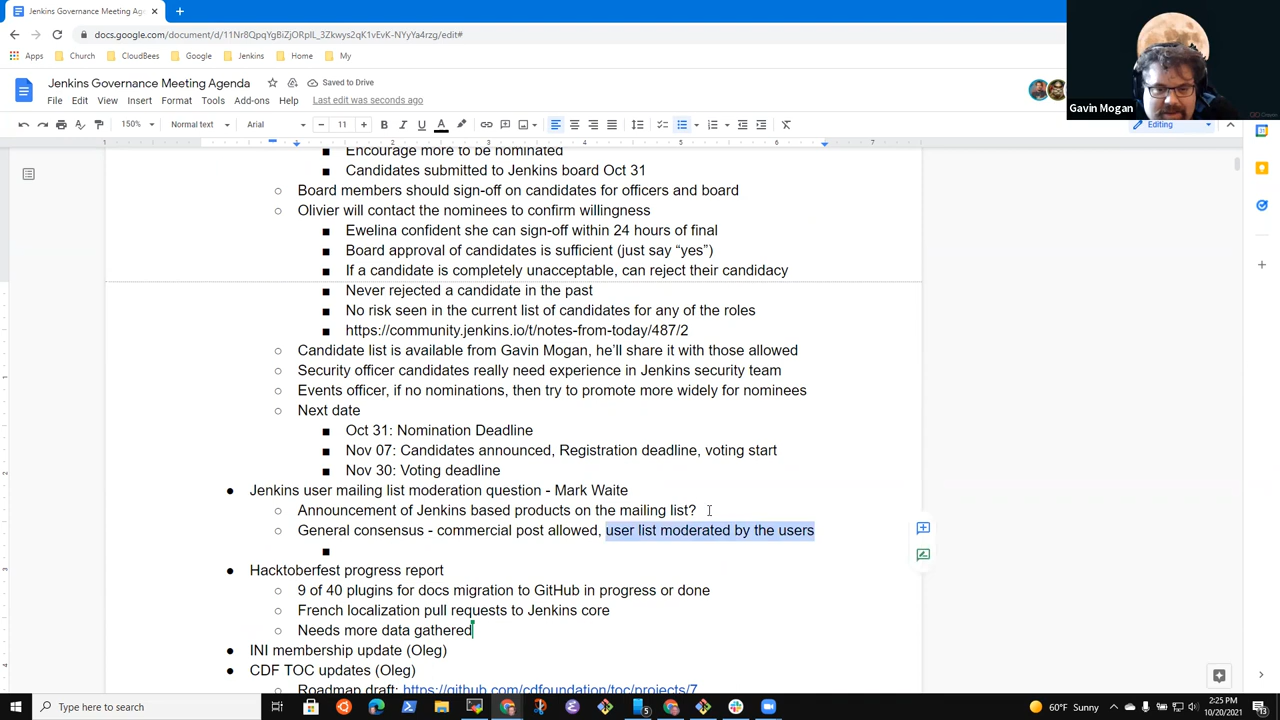 Jenkins Governance Meeting Ag
docs.google.com/document/d/11Nr8QpqYgBiZjORpIL_3Zkwys2qK1vEvK-NYyYa4rzg/edit#
Apps Church CloudBees Google Jenkins Home My
Jenkins Governance Meeting Agenda Saved to Drive
File Edit View Insert Format Tools Add-ons Help Last edit was seconds ago
Gavin Mogan
150% Normal text Arial 11 Editing
1 1 2 3 4 5 6 7
Encourage more to be nominated
Candidates submitted to Jenkins board Oct 31
Board members should sign-off on candidates for officers and board
Olivier will contact the nominees to confirm willingness
Ewelina confident she can sign-off within 24 hours of final
Board approval of candidates is sufficient (just say “yes”)
If a candidate is completely unacceptable, can reject their candidacy
Never rejected a candidate in the past
No risk seen in the current list of candidates for any of the roles
https://community.jenkins.io/t/notes-from-today/487/2
Candidate list is available from Gavin Mogan, he’ll share it with those allowed
Security officer candidates really need experience in Jenkins security team
Events officer, if no nominations, then try to promote more widely for nominees
Next date
Oct 31: Nomination Deadline
Nov 07: Candidates announced, Registration deadline, voting start
Nov 30: Voting deadline
Jenkins user mailing list moderation question - Mark Waite
Announcement of Jenkins based products on the mailing list?
General consensus - commercial post allowed, user list moderated by the users
Hacktoberfest progress report
9 of 40 plugins for docs migration to GitHub in progress or done
French localization pull requests to Jenkins core
Needs more data gathered
INI membership update (Oleg)
CDF TOC updates (Oleg)
Roadmap draft: https://github.com/cdfoundation/toc/projects/7
Type here to search
60°F Sunny
2:25 PM
10/20/2021